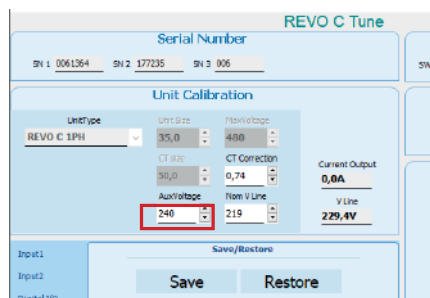 REVO C Tune
Serial Number
SN 1 0061364 SN 2 177235 SN 3 006
SW
Unit Calibration
UnitType Unit Size MaxVoltage
REVO C 1PH 35,0 480
CT size CT Correction
50,0 0,74
Current Output
0,0A
AuxVoltage Nom V Line
V Line
240 219
229,4V
Input1
Save/Restore
Input2
Save Restore
Digital I/O